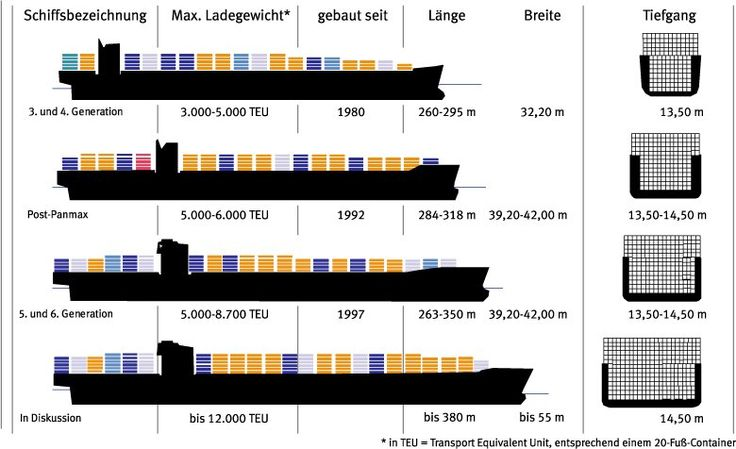 Schiffsbezeichnung Max. Ladegewicht* gebaut seit Länge Breite Tiefgang
3. und 4. Generation 3.000-5.000 TEU 1980 260-295 m 32,20 m 13,50 m
Post-Panmax 5.000-6.000 TEU 1992 284-318 m 39,20-42,00 m 13,50-14,50 m
5. und 6. Generation 5.000-8.700 TEU 1997 263-350 m 39,20-42,00 m 13,50-14,50 m
In Diskussion bis 12.000 TEU bis 380 m bis 55 m 14,50 m
* in TEU = Transport Equivalent Unit, entsprechend einem 20-Fuß-Container